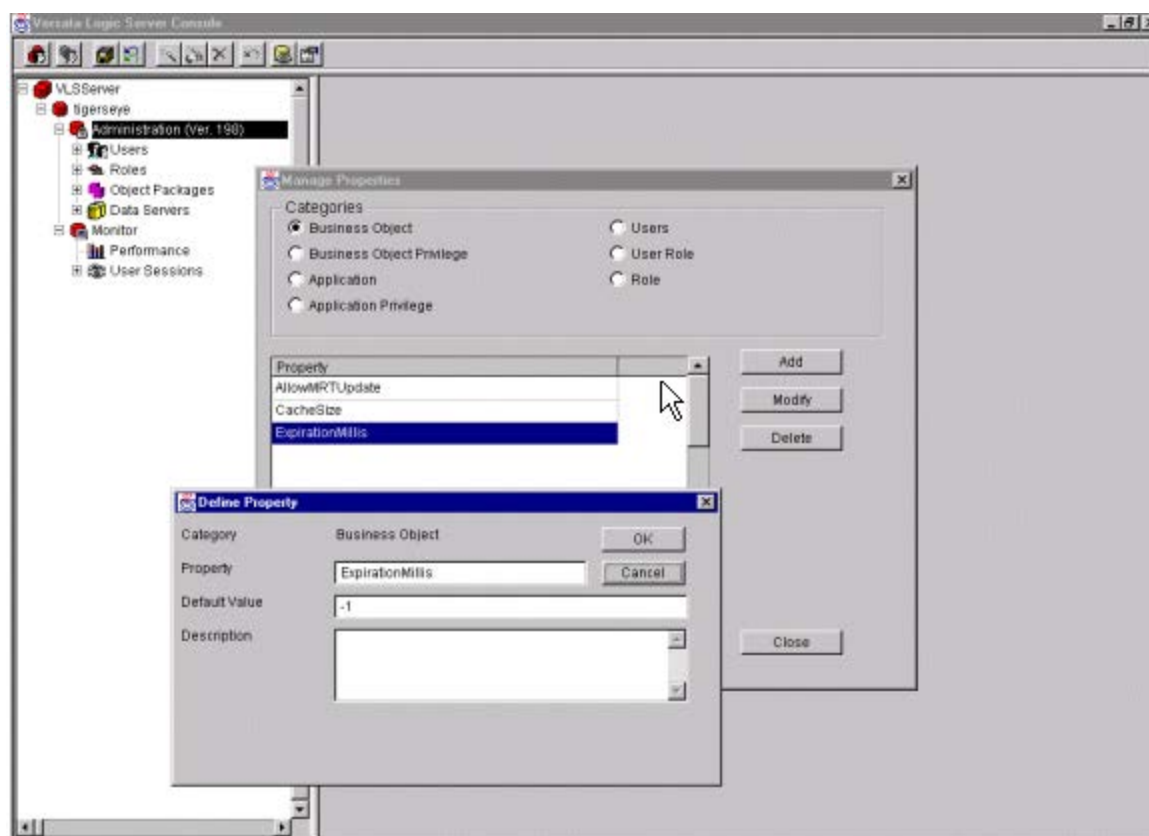 Versata Logic Server Console
VLSServer
tigerseye
Administration (Ver. 198)
Users
Roles
Object Packages
Data Servers
Monitor
Performance
User Sessions
Manage Properties
Categories
Business Object
Users
Business Object Privilege
User Role
Application
Role
Application Privilege
Property
AllowMRTUpdate
CacheSize
ExpirationMillis
Add
Modify
Delete
Define Property
Category
Business Object
OK
Property
ExpirationMillis
Cancel
Default Value
-1
Description
Close